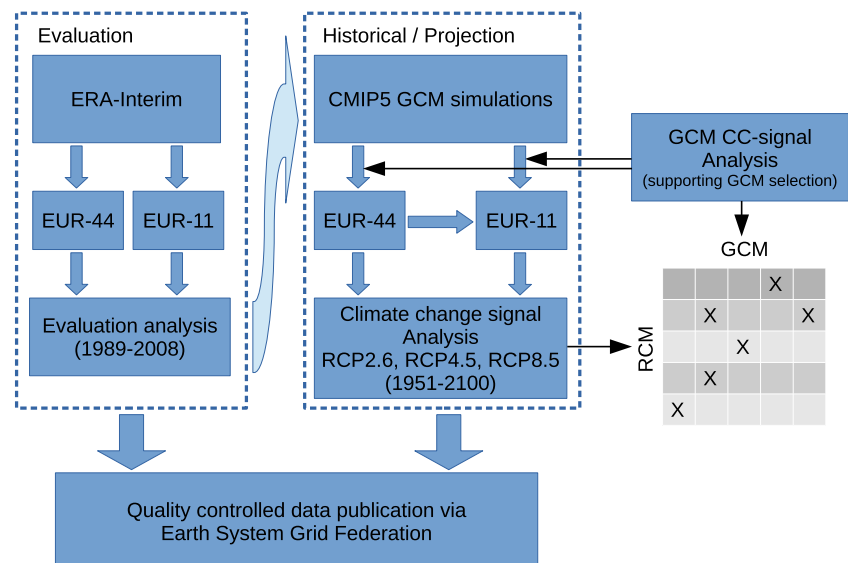 Evaluation
ERA-Interim
EUR-44
EUR-11
Evaluation analysis
(1989-2008)
Historical / Projection
CMIP5 GCM simulations
EUR-44
EUR-11
Climate change signal
Analysis
RCP2.6, RCP4.5, RCP8.5
(1951-2100)
GCM CC-signal
Analysis
(supporting GCM selection)
GCM
RCM
X
X X
X
X
X
Quality controlled data publication via
Earth System Grid Federation